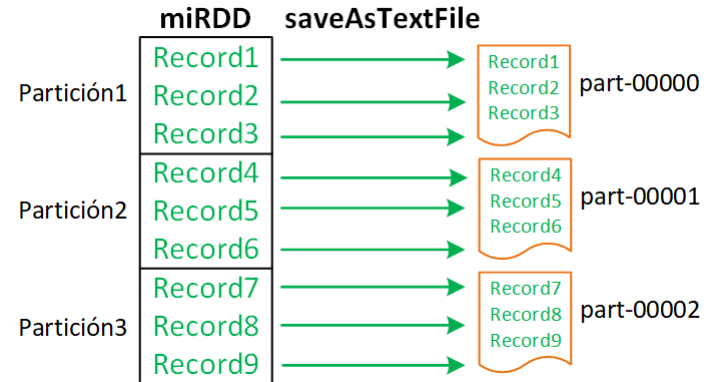 miRDD saveAsTextFile
Partición1
Record1
Record2
Record3
Record1
Record2
Record3
part-00000
Partición2
Record4
Record5
Record6
Record4
Record5
Record6
part-00001
Partición3
Record7
Record8
Record9
Record7
Record8
Record9
part-00002